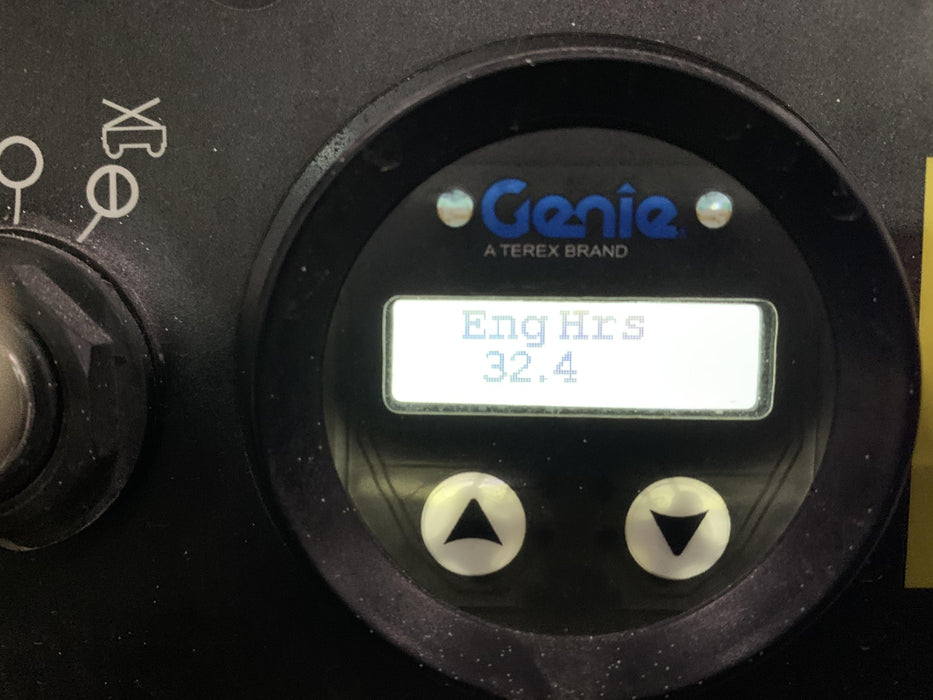 Genie
A TEREX BRAND
Eng Hrs
32.4